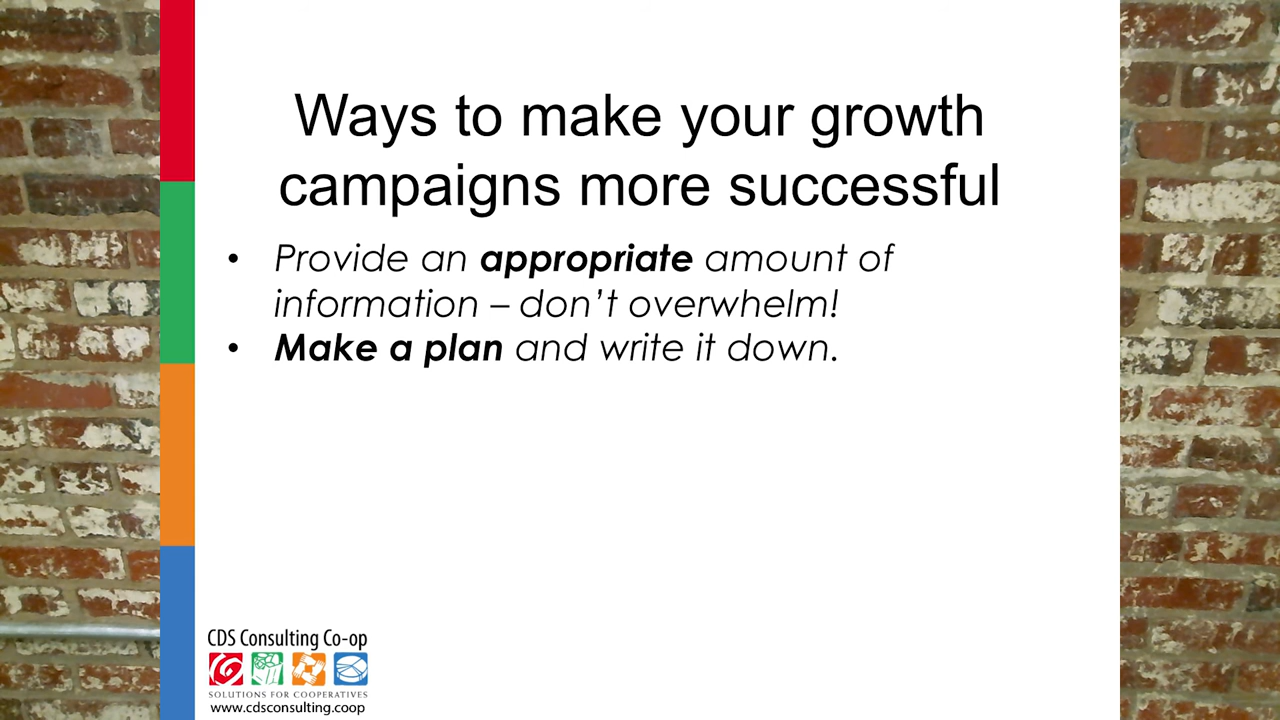 Ways to make your growth
campaigns more successful
• Provide an appropriate amount of
information – don’t overwhelm!
• Make a plan and write it down.
CDS Consulting Co-op
SOLUTIONS FOR COOPERATIVES
www.cdsconsulting.coop